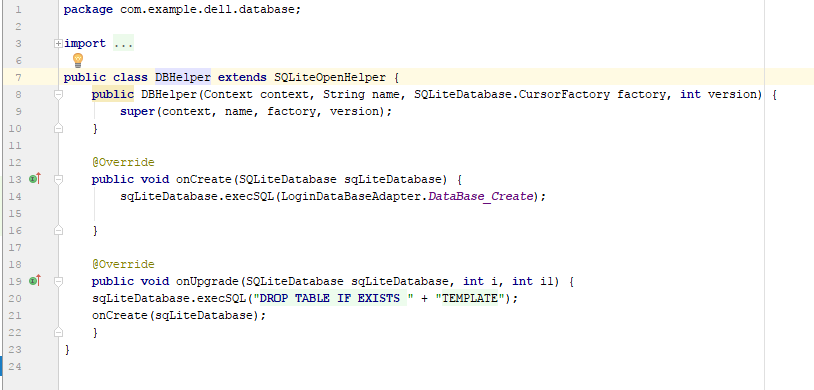 1 package com.example.dell.database;
2
3 import ...
6
7 public class DBHelper extends SQLiteOpenHelper {
8 public DBHelper(Context context, String name, SQLiteDatabase.CursorFactory factory, int version) {
9 super(context, name, factory, version);
10 }
11
12 @Override
13 public void onCreate(SQLiteDatabase sqLiteDatabase) {
14 sqLiteDatabase.execSQL(LoginDataBaseAdapter.DataBase_Create);
15
16 }
17
18 @Override
19 public void onUpgrade(SQLiteDatabase sqLiteDatabase, int i, int i1) {
20 sqLiteDatabase.execSQL("DROP TABLE IF EXISTS " + "TEMPLATE");
21 onCreate(sqLiteDatabase);
22 }
23 }
24